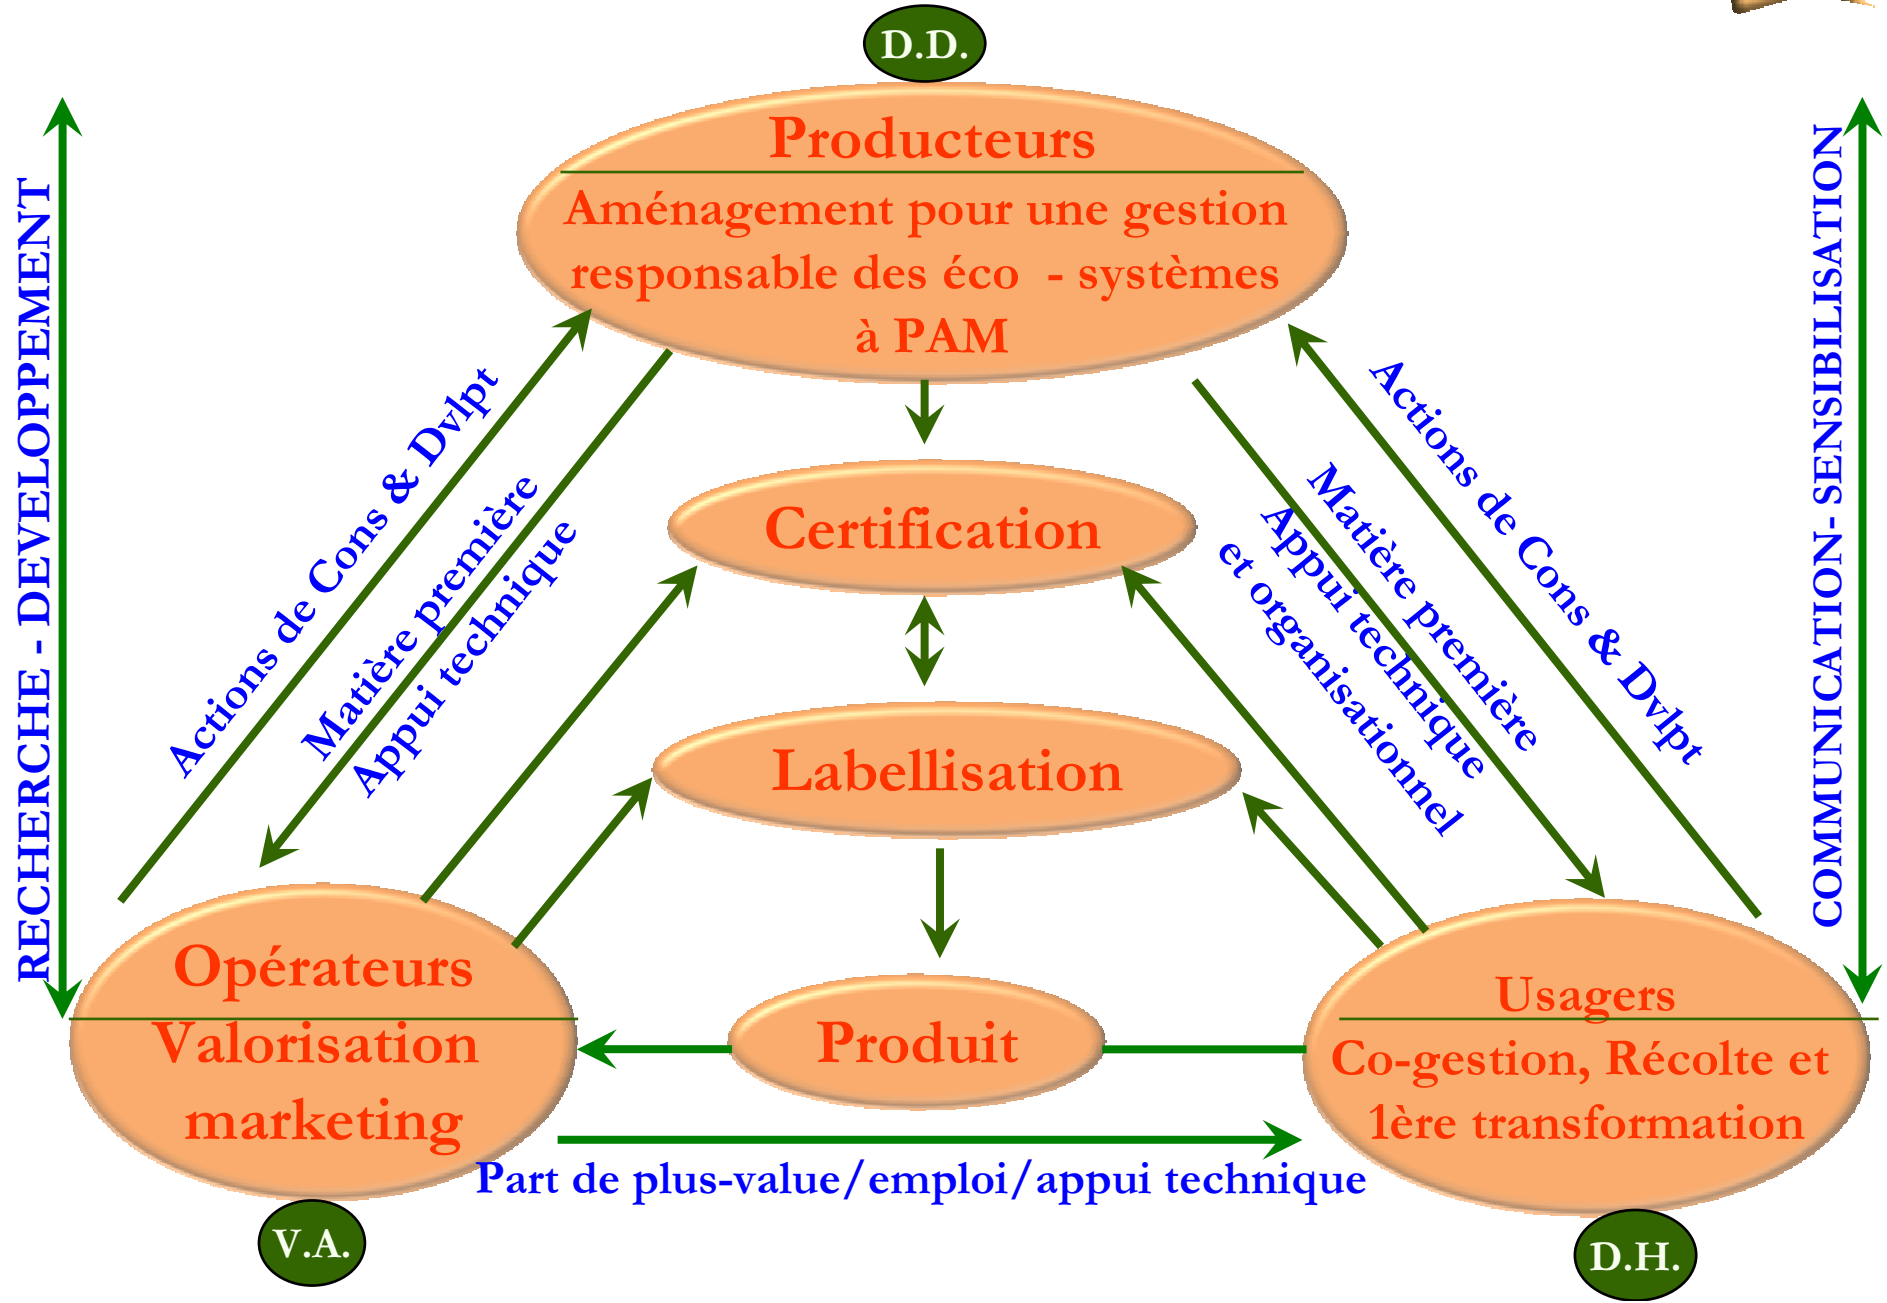 D.D.
Producteurs
Aménagement pour une gestion
responsable des éco - systèmes
à PAM
RECHERCHE - DEVELOPPEMENT
COMMUNICATION- SENSIBILISATION
Actions de Cons & Dvlpt
Matière première
Appui technique
Actions de Cons & Dvlpt
Matière première
Appui technique
et organisationnel
Certification
Labellisation
Opérateurs
Valorisation
marketing
Produit
Usagers
Co-gestion, Récolte et
1ère transformation
Part de plus-value/emploi/appui technique
V.A.
D.H.